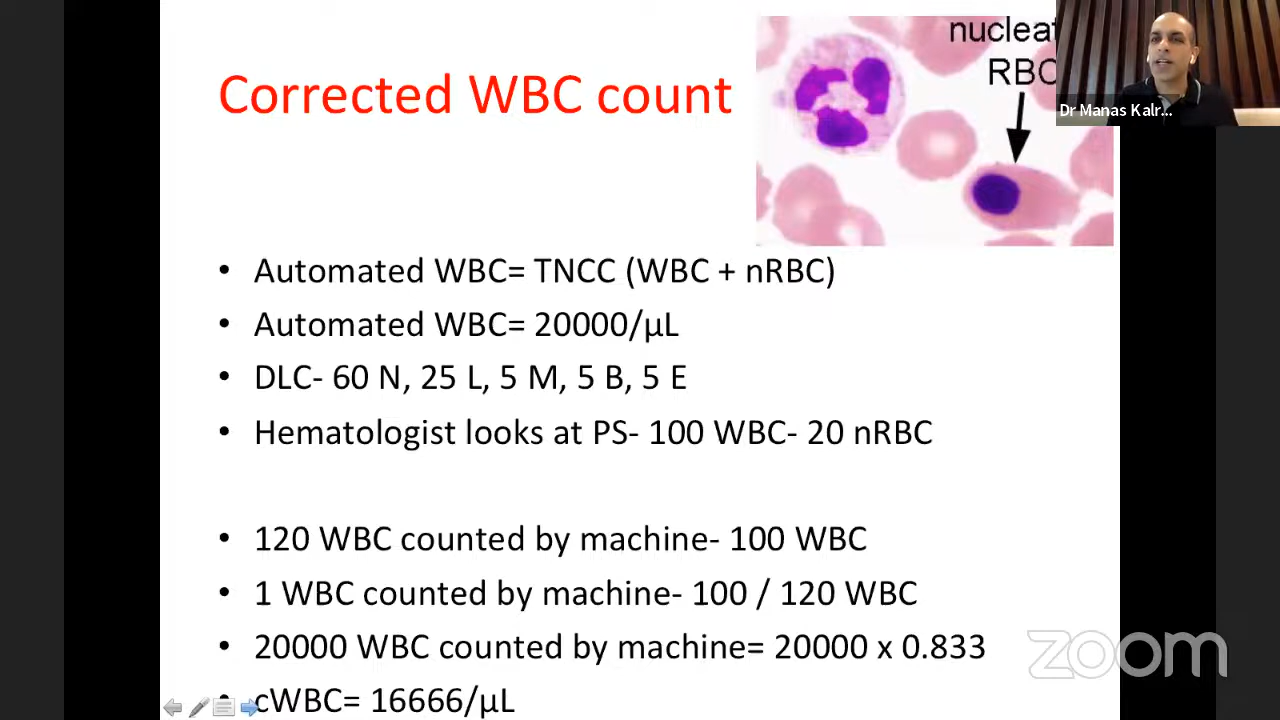 Corrected WBC count
RBC
Dr Manas Kalr...
• Automated WBC= TNCC (WBC + nRBC)
• Automated WBC= 20000/µL
• DLC- 60 N, 25 L, 5 M, 5 B, 5 E
• Hematologist looks at PS- 100 WBC- 20 nRBC
• 120 WBC counted by machine- 100 WBC
• 1 WBC counted by machine- 100 / 120 WBC
• 20000 WBC counted by machine= 20000 x 0.833
• cWBC= 16666/µL
zoom